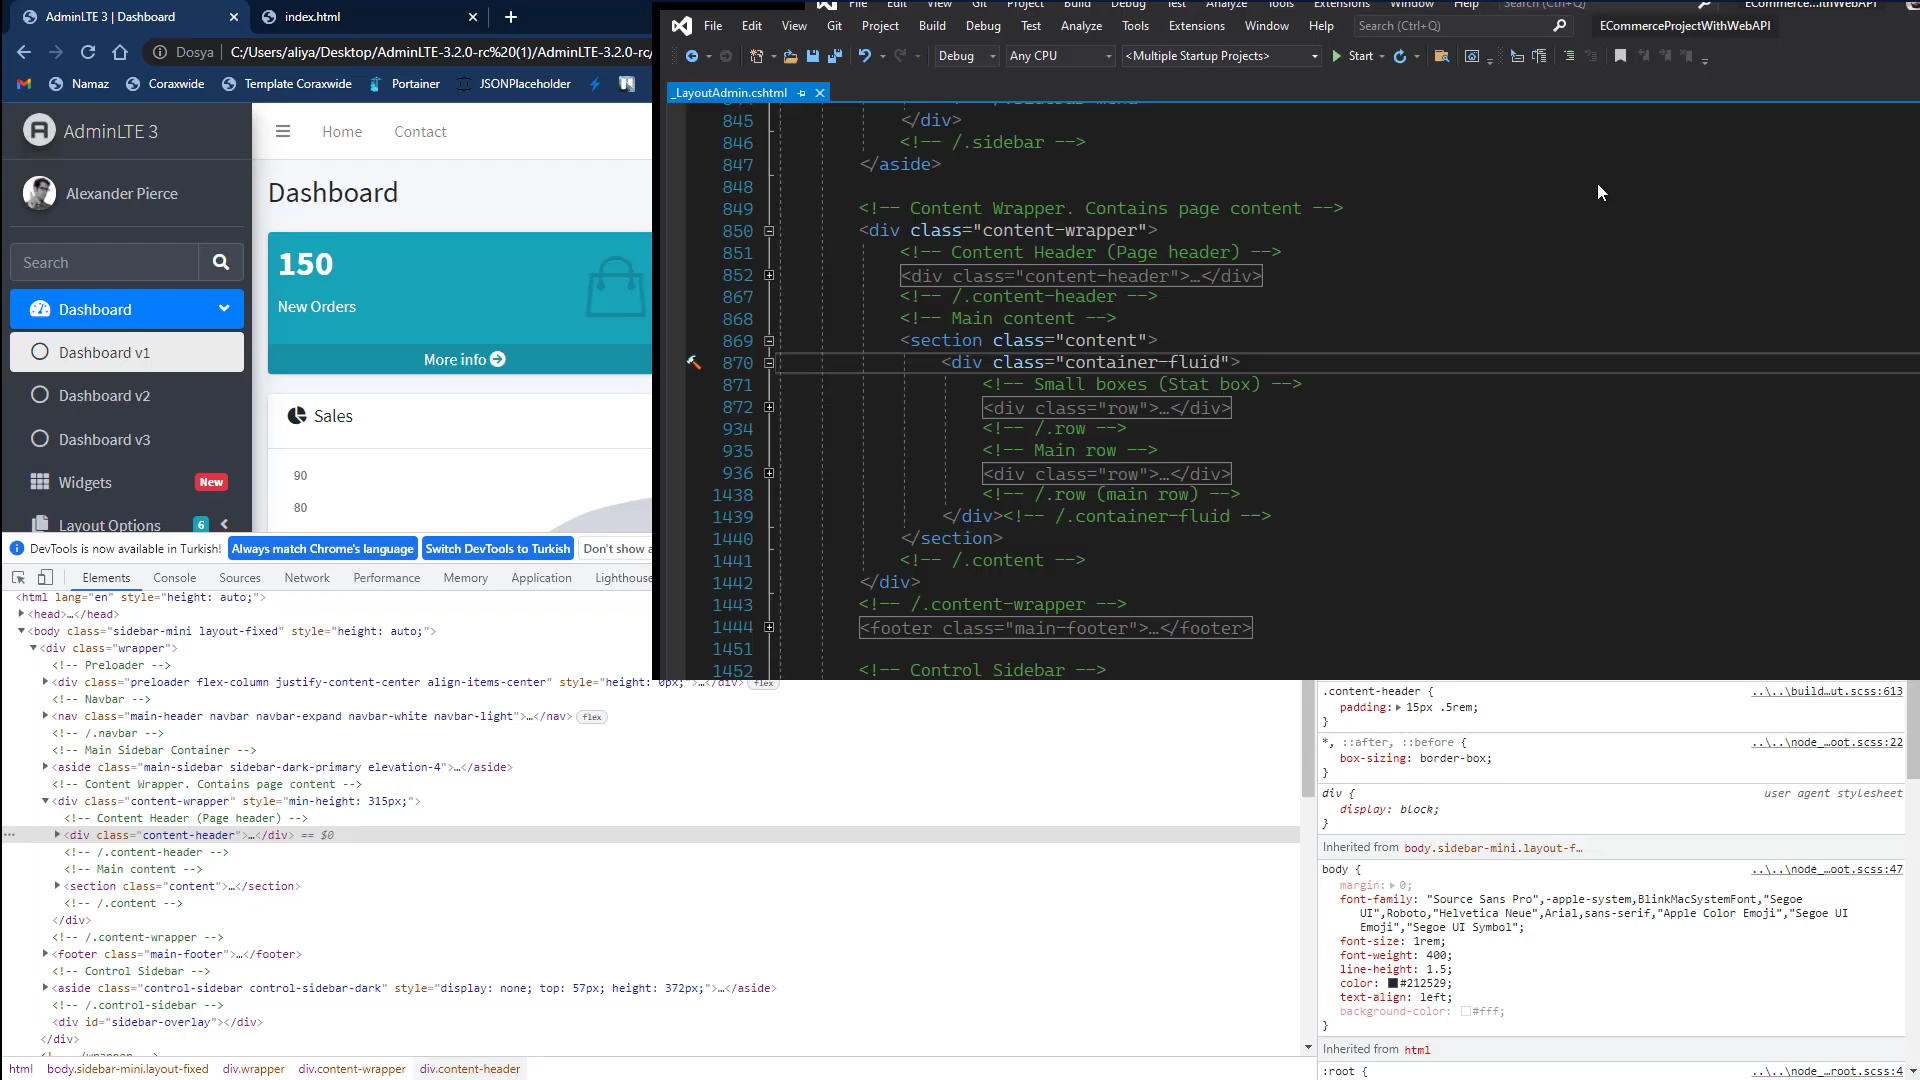 AdminLTE 3 | Dashboard
index.html
Dosya
C:/Users/aliya/Desktop/AdminLTE-3.2.0-rc%20(1)/AdminLTE-3.2.0-rc/
Namaz
Coraxwide
Template Coraxwide
Portainer
JSONPlaceholder
AdminLTE 3
Home
Contact
Alexander Pierce
Dashboard
Search
150
New Orders
More info
Dashboard
Dashboard v1
Dashboard v2
Dashboard v3
Widgets
New
Layout Options
6
Sales
90
80
File
Edit
View
Git
Project
Build
Debug
Test
Analyze
Tools
Extensions
Window
Help
Search (Ctrl+Q)
ECommerceProjectWithWebAPI
Debug
Any CPU
<Multiple Startup Projects>
Start
_LayoutAdmin.cshtml
845 </div>
846 <!-- /.sidebar -->
847 </aside>
848
849 <!-- Content Wrapper. Contains page content -->
850 <div class="content-wrapper">
851 <!-- Content Header (Page header) -->
852 <div class="content-header">…</div>
867 <!-- /.content-header -->
868 <!-- Main content -->
869 <section class="content">
870 <div class="container-fluid">
871 <!-- Small boxes (Stat box) -->
872 <div class="row">…</div>
934 <!-- /.row -->
935 <!-- Main row -->
936 <div class="row">…</div>
1438 <!-- /.row (main row) -->
1439 </div><!-- /.container-fluid -->
1440 </section>
1441 <!-- /.content -->
1442 </div>
1443 <!-- /.content-wrapper -->
1444 <footer class="main-footer">…</footer>
1451
1452 <!-- Control Sidebar -->
DevTools is now available in Turkish!
Always match Chrome's language
Switch DevTools to Turkish
Don't show a
Elements
Console
Sources
Network
Performance
Memory
Application
Lighthouse
<html lang="en" style="height: auto;">
<head>…</head>
<body class="sidebar-mini layout-fixed" style="height: auto;">
<div class="wrapper">
<!-- Preloader -->
<div class="preloader flex-column justify-content-center align-items-center" style="height: 0px;">…</div> flex
<!-- Navbar -->
<nav class="main-header navbar navbar-expand navbar-white navbar-light">…</nav> flex
<!-- /.navbar -->
<!-- Main Sidebar Container -->
<aside class="main-sidebar sidebar-dark-primary elevation-4">…</aside>
<!-- Content Wrapper. Contains page content -->
<div class="content-wrapper" style="min-height: 315px;">
<!-- Content Header (Page header) -->
<div class="content-header">…</div> == $0
<!-- /.content-header -->
<!-- Main content -->
<section class="content">…</section>
<!-- /.content -->
</div>
<!-- /.content-wrapper -->
<footer class="main-footer">…</footer>
<!-- Control Sidebar -->
<aside class="control-sidebar control-sidebar-dark" style="display: none; top: 57px; height: 372px;">…</aside>
<!-- /.control-sidebar -->
<div id="sidebar-overlay"></div>
</div>
html
body.sidebar-mini.layout-fixed
div.wrapper
div.content-wrapper
div.content-header
.content-header {
..\..\build…ut.scss:613
padding: 15px .5rem;
}
*, ::after, ::before {
..\..\node_…oot.scss:22
box-sizing: border-box;
}
div {
user agent stylesheet
display: block;
}
Inherited from body.sidebar-mini.layout-f…
body {
..\..\node_…oot.scss:47
margin: 0;
font-family: "Source Sans Pro",-apple-system,BlinkMacSystemFont,"Segoe
UI",Roboto,"Helvetica Neue",Arial,sans-serif,"Apple Color Emoji","Segoe UI
Emoji","Segoe UI Symbol";
font-size: 1rem;
font-weight: 400;
line-height: 1.5;
color: #212529;
text-align: left;
background-color: #fff;
}
Inherited from html
:root {
..\..\node_…root.scss:4